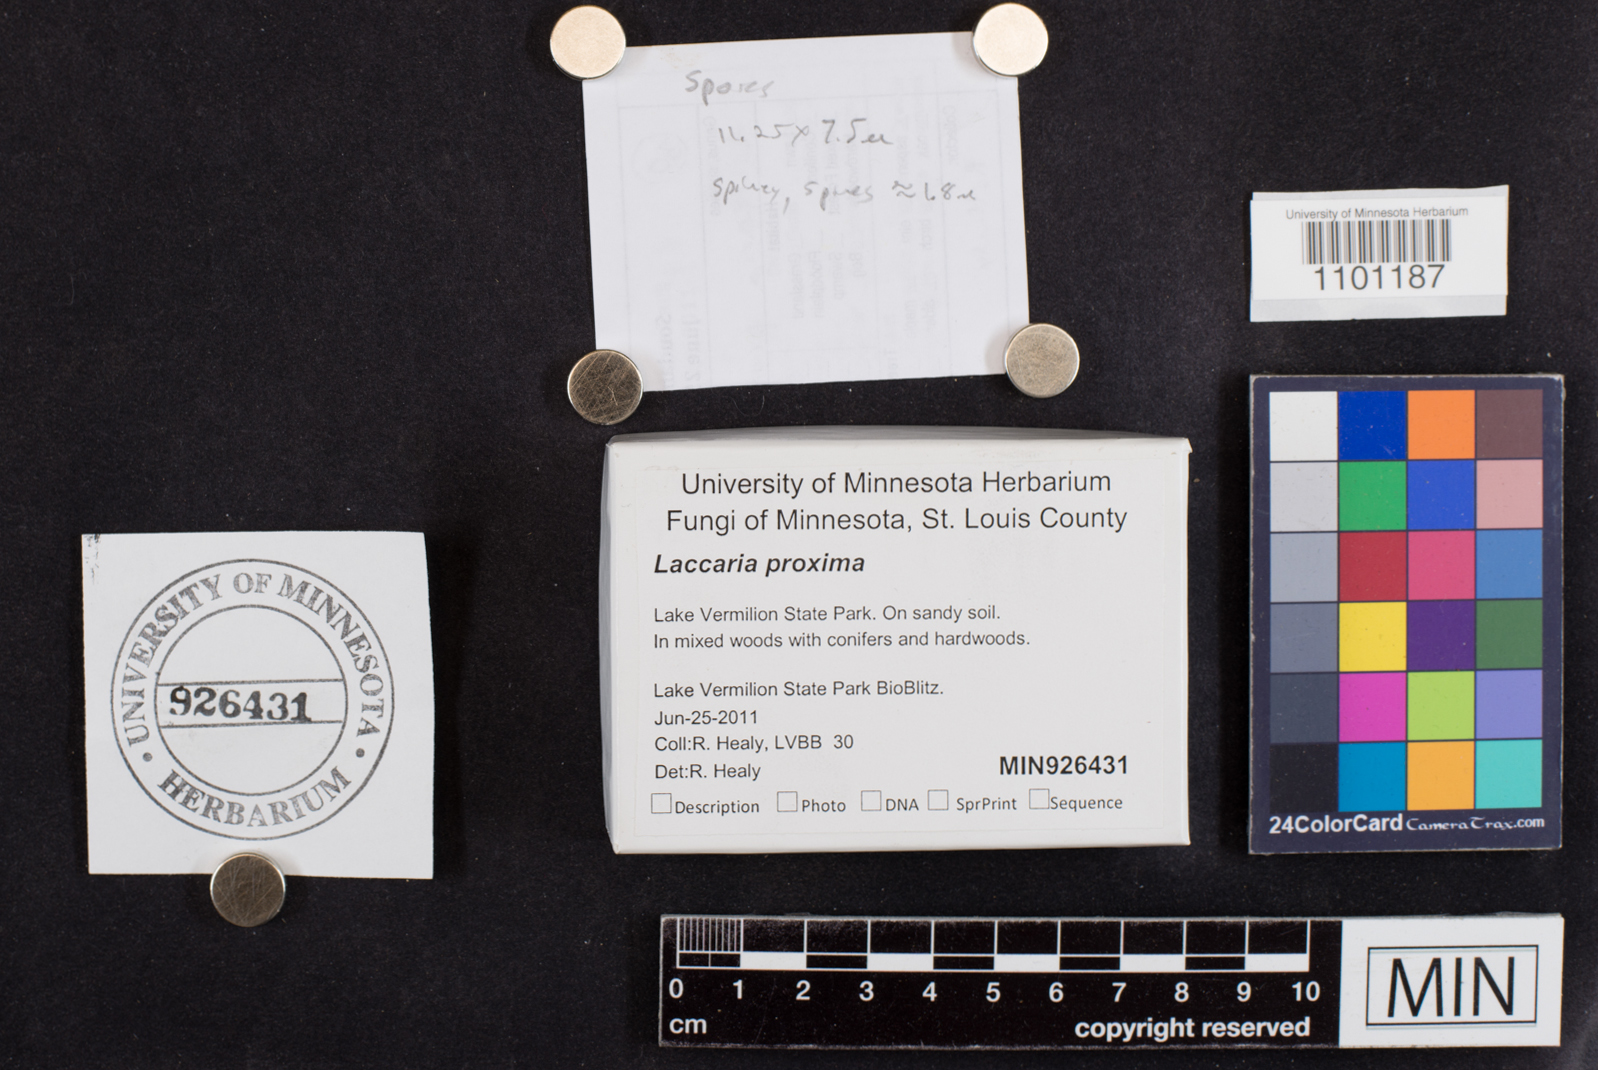 Spores
11.25 x 7.5 u
Spikey, spines ≈ 1.8 u
University of Minnesota Herbarium
1101187
University of Minnesota Herbarium
Fungi of Minnesota, St. Louis County
Laccaria proxima
Lake Vermilion State Park. On sandy soil.
In mixed woods with conifers and hardwoods.
Lake Vermilion State Park BioBlitz.
Jun-25-2011
Coll:R. Healy, LVBB 30
Det:R. Healy
MIN926431
Description Photo DNA SprPrint Sequence
UNIVERSITY OF MINNESOTA
926431
HERBARIUM
24ColorCard CameraTrax.com
0 1 2 3 4 5 6 7 8 9 10
cm
copyright reserved
MIN